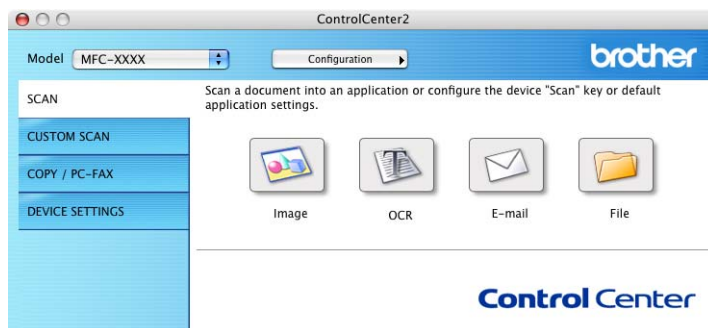 ControlCenter2
Model MFC-XXXX Configuration brother
SCAN
CUSTOM SCAN
COPY / PC-FAX
DEVICE SETTINGS
Scan a document into an application or configure the device "Scan" key or default
application settings.
Image OCR E-mail File
Control Center